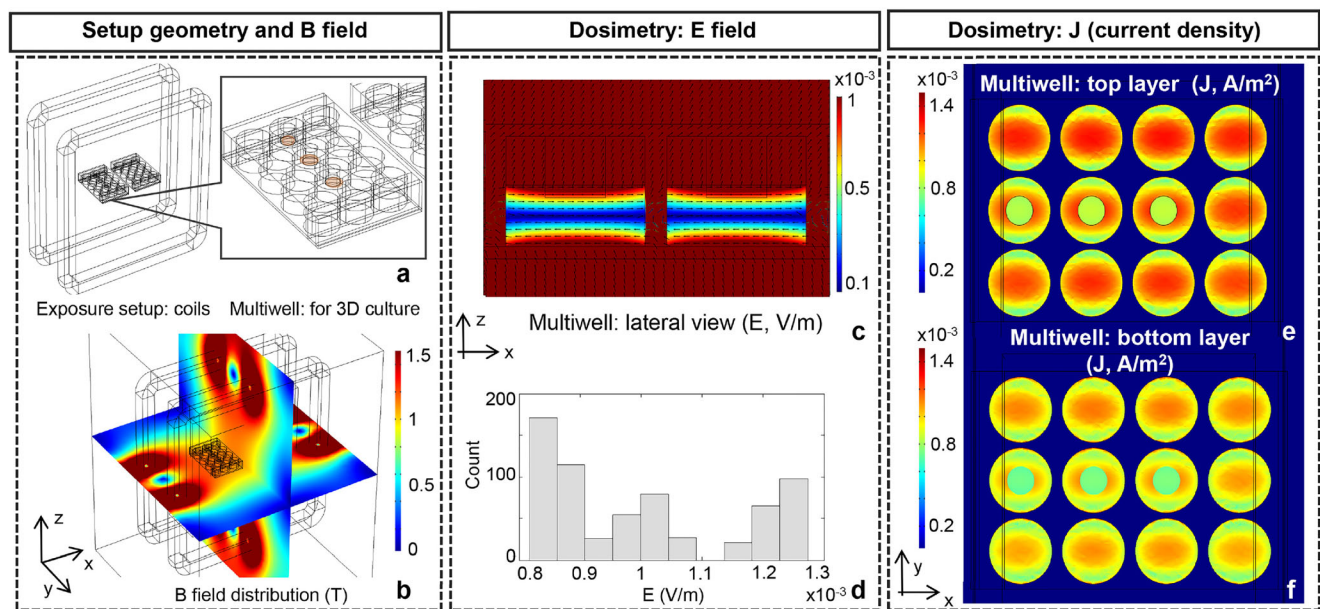 Setup geometry and B field
a
Exposure setup: coils
Multiwell: for 3D culture
1.5
1
0.5
0
z
x
y
B field distribution (T)
b
Dosimetry: E field
x10⁻³
1
0.5
0.1
z
x
Multiwell: lateral view (E, V/m)
c
200
100
0
Count
0.8
0.9
1
1.1
1.2
1.3
E (V/m)
x10⁻³
d
Dosimetry: J (current density)
x10⁻³
1.4
0.8
0.2
Multiwell: top layer (J, A/m²)
e
x10⁻³
1.4
0.8
0.2
Multiwell: bottom layer
(J, A/m²)
y
x
f